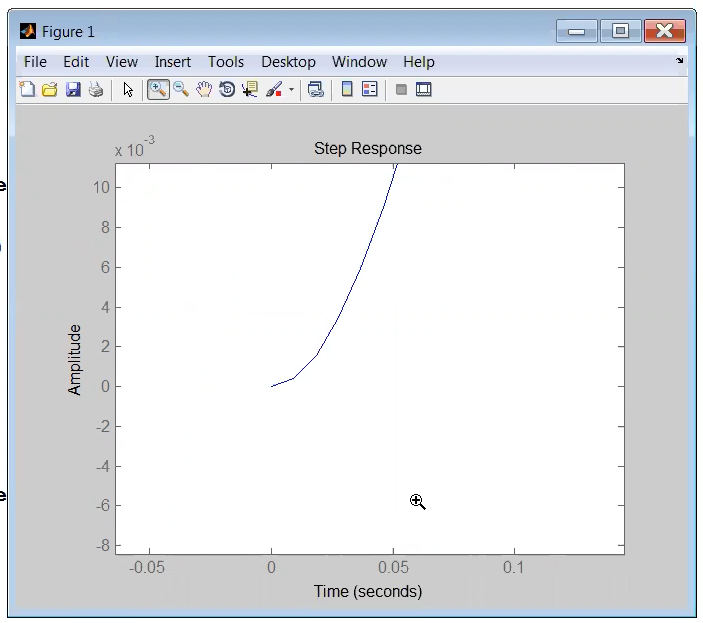 Figure 1
File Edit View Insert Tools Desktop Window Help
x 10^-3
Step Response
10
8
6
4
2
0
-2
-4
-6
-8
Amplitude
-0.05 0 0.05 0.1
Time (seconds)
e
e